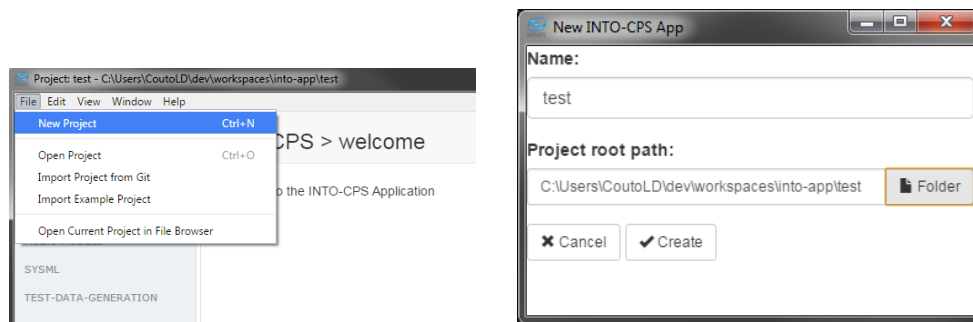 Project: test - C:\Users\CoutoLD\dev\workspaces\into-app\test
File Edit View Window Help
New Project Ctrl+N
Open Project Ctrl+O
Import Project from Git
Import Example Project
Open Current Project in File Browser
CPS > welcome
o the INTO-CPS Application
SYSML
TEST-DATA-GENERATION
New INTO-CPS App
Name:
test
Project root path:
C:\Users\CoutoLD\dev\workspaces\into-app\test
Folder
Cancel
Create